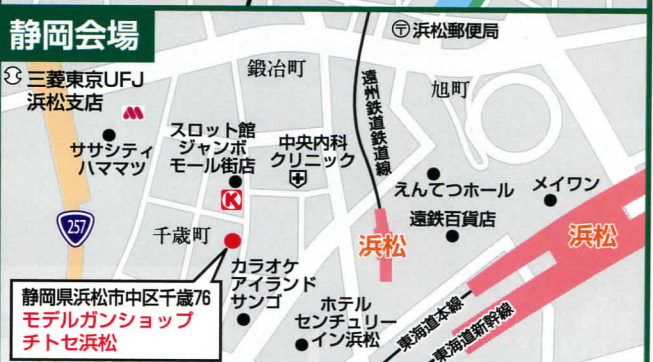 静岡会場
〒浜松郵便局
三菱東京UFJ
浜松支店
鍛冶町
旭町
遠州鉄道鉄道線
ササシティ
ハママツ
スロット館
ジャンボ
モール街店
中央内科
クリニック
K
えんてつホール
メイワン
遠鉄百貨店
257
千歳町
浜松
浜松
カラオケ
アイランド
サンゴ
静岡県浜松市中区千歳76
モデルガンショップ
チトセ浜松
ホテル
センチュリー
イン浜松
東海道本線
東海道新幹線